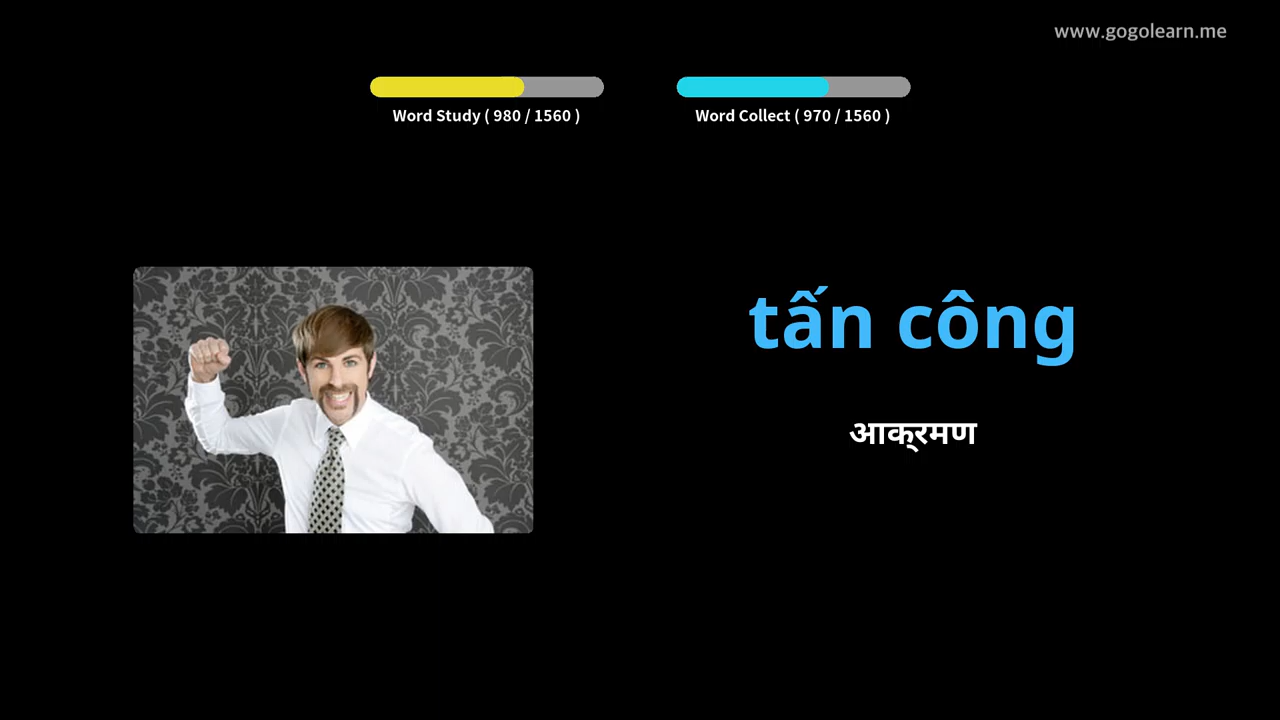 www.gogolearn.me
Word Study ( 980 / 1560 )
Word Collect ( 970 / 1560 )
tấn công
आक्रमण